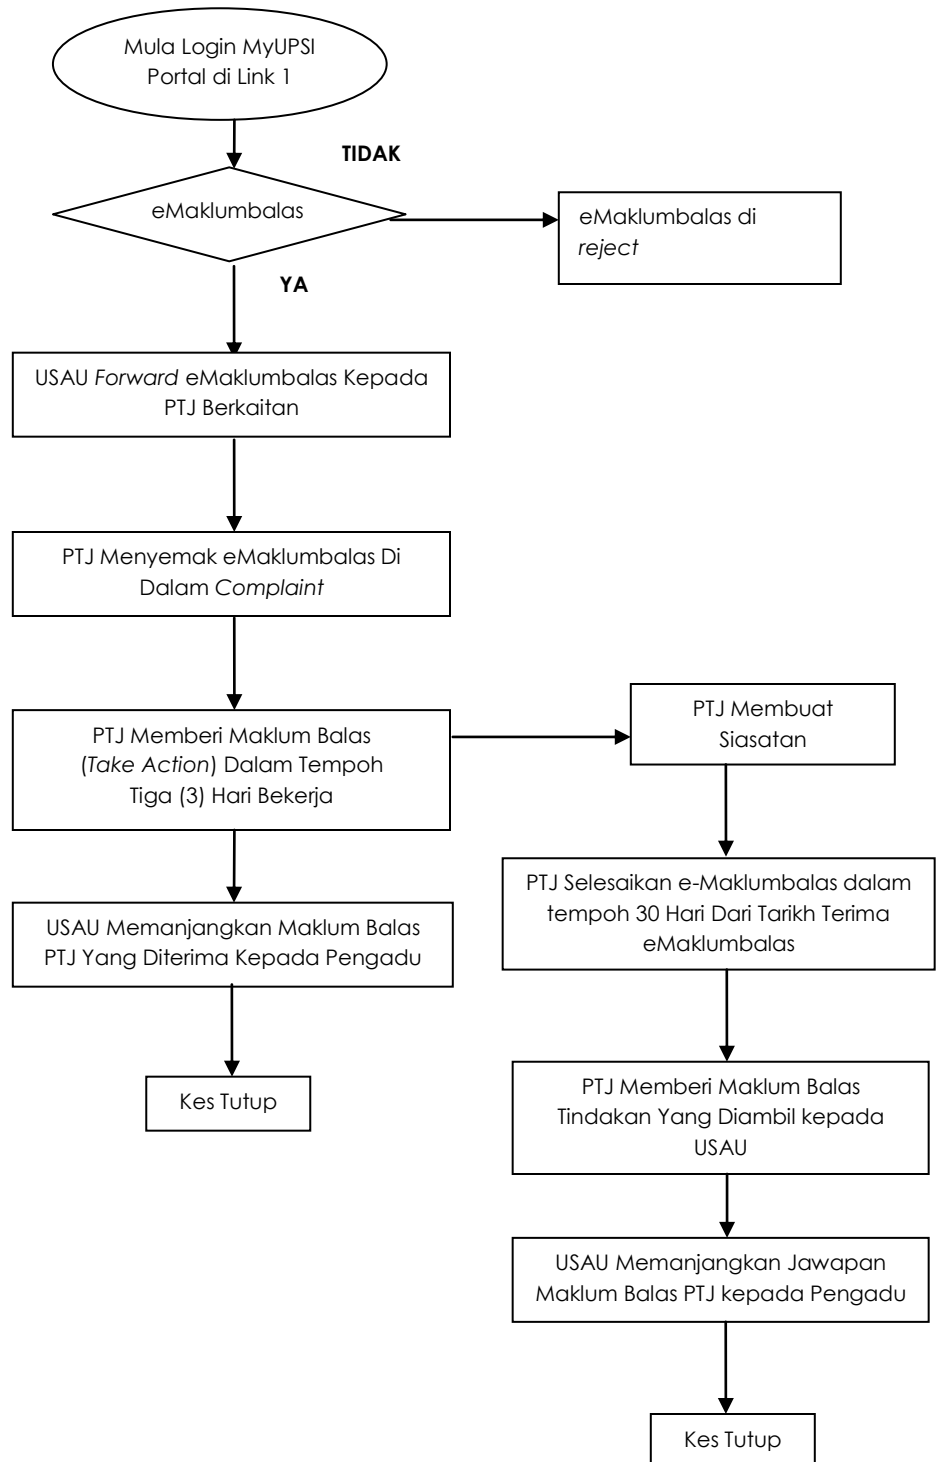 Mula Login MyUPSI
Portal di Link 1
TIDAK
eMaklumbalas
eMaklumbalas di
reject
YA
USAU Forward eMaklumbalas Kepada
PTJ Berkaitan
PTJ Menyemak eMaklumbalas Di
Dalam Complaint
PTJ Memberi Maklum Balas
(Take Action) Dalam Tempoh
Tiga (3) Hari Bekerja
PTJ Membuat
Siasatan
USAU Memanjangkan Maklum Balas
PTJ Yang Diterima Kepada Pengadu
Kes Tutup
PTJ Selesaikan e-Maklumbalas dalam
tempoh 30 Hari Dari Tarikh Terima
eMaklumbalas
PTJ Memberi Maklum Balas
Tindakan Yang Diambil kepada
USAU
USAU Memanjangkan Jawapan
Maklum Balas PTJ kepada Pengadu
Kes Tutup